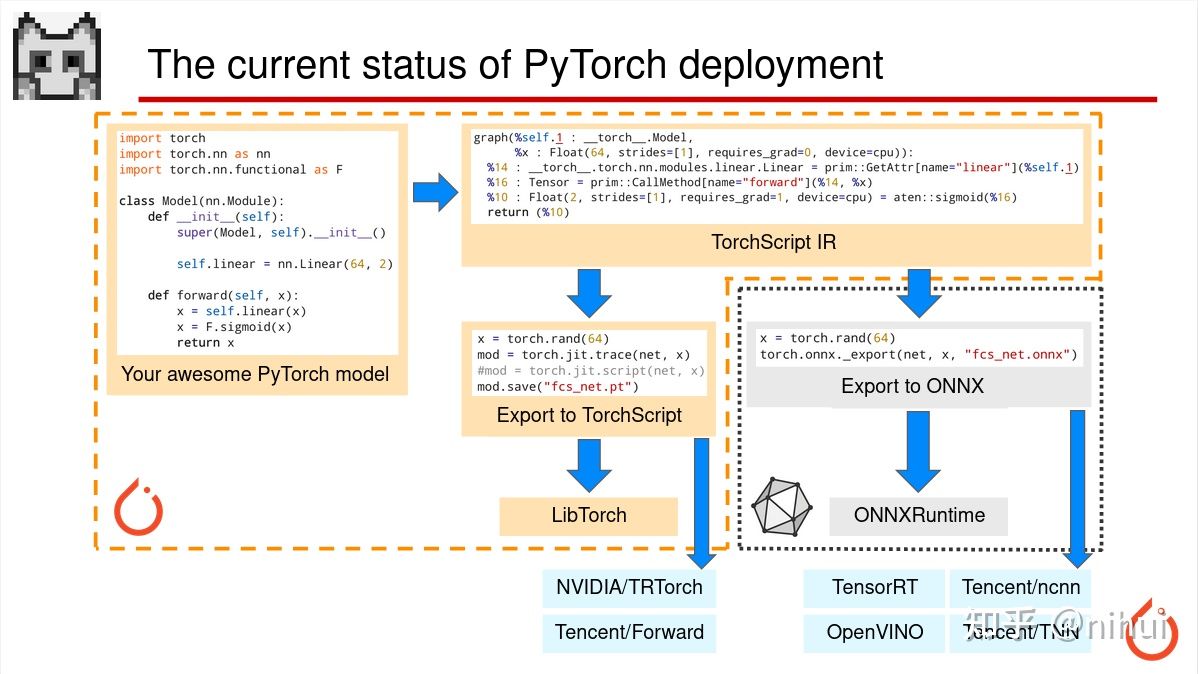 The current status of PyTorch deployment
import torch
import torch.nn as nn
import torch.nn.functional as F
class Model(nn.Module):
def __init__(self):
super(Model, self).__init__()
self.linear = nn.Linear(64, 2)
def forward(self, x):
x = self.linear(x)
x = F.sigmoid(x)
return x
Your awesome PyTorch model
graph(%self.1 : __torch__.Model,
%x : Float(64, strides=[1], requires_grad=0, device=cpu)):
%14 : __torch__.torch.nn.modules.linear.Linear = prim::GetAttr[name="linear"](%self.1)
%16 : Tensor = prim::CallMethod[name="forward"](%14, %x)
%10 : Float(2, strides=[1], requires_grad=1, device=cpu) = aten::sigmoid(%16)
return (%10)
TorchScript IR
x = torch.rand(64)
mod = torch.jit.trace(net, x)
#mod = torch.jit.script(net, x)
mod.save("fcs_net.pt")
Export to TorchScript
x = torch.rand(64)
torch.onnx._export(net, x, "fcs_net.onnx")
Export to ONNX
LibTorch
ONNXRuntime
NVIDIA/TRTorch
Tencent/Forward
TensorRT
Tencent/ncnn
OpenVINO
Tencent/TNN
知乎 @nihui